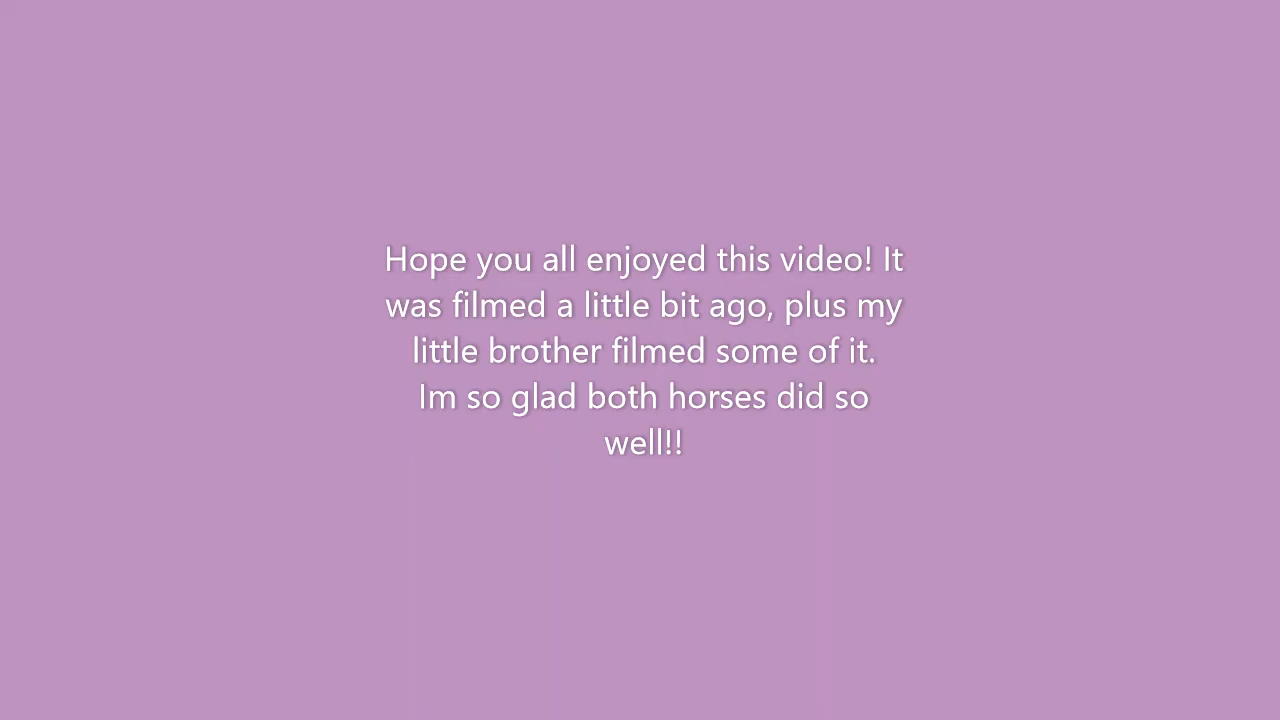 Hope you all enjoyed this video! It
was filmed a little bit ago, plus my
little brother filmed some of it.
Im so glad both horses did so
well!!